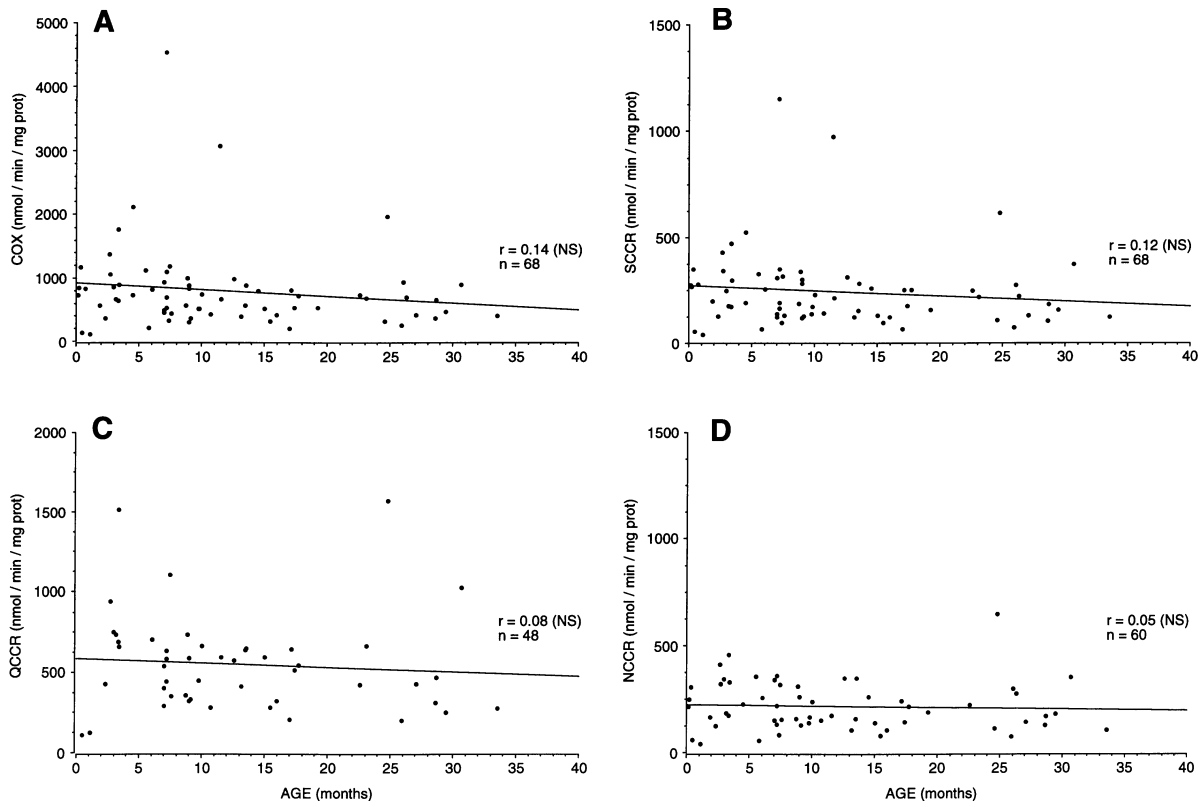 A
5000
4000
3000
2000
1000
0
COX (nmol / min / mg prot)
r = 0.14 (NS)
n = 68
0 5 10 15 20 25 30 35 40
B
1500
1000
500
0
SCCR (nmol / min / mg prot)
r = 0.12 (NS)
n = 68
0 5 10 15 20 25 30 35 40
C
2000
1500
1000
500
0
QCCR (nmol / min / mg prot)
r = 0.08 (NS)
n = 48
0 5 10 15 20 25 30 35 40
AGE (months)
D
1500
1000
500
0
NCCR (nmol / min / mg prot)
r = 0.05 (NS)
n = 60
0 5 10 15 20 25 30 35 40
AGE (months)